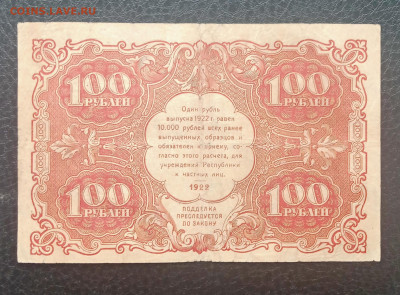 COINS.LAVE.RU
100
РУБЛЕЙ
100
РУБЛЕЙ
Один рубль
выпуска 1922 г. равен
10.000 рублей всех ранее
выпущенных образцов и
обязателен к приему, со-
гласно этого расчета, для
учреждений Республики
и частных лиц.
1922
100
РУБЛЕЙ
100
РУБЛЕЙ
ПОДДЕЛКА
ПРЕСЛЕДУЕТСЯ
ПО ЗАКОНУ